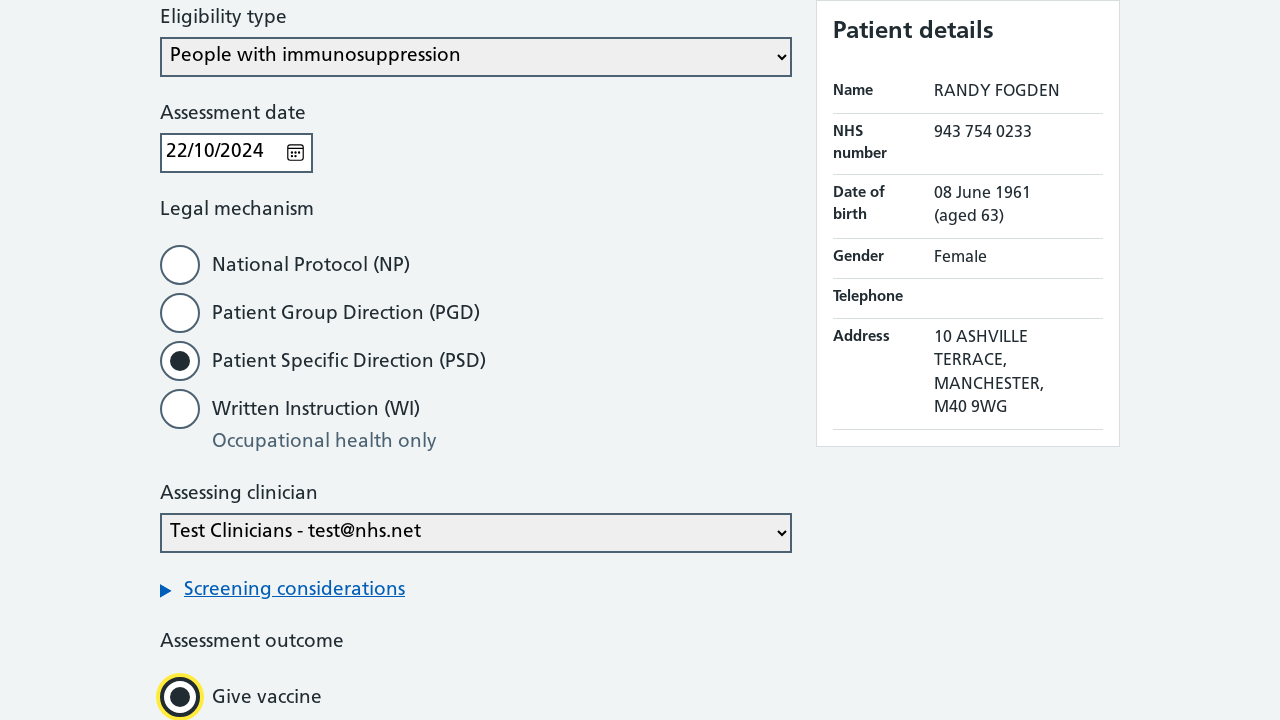 Eligibility type
People with immunosuppression
Assessment date
22/10/2024
Legal mechanism
National Protocol (NP)
Patient Group Direction (PGD)
Patient Specific Direction (PSD)
Written Instruction (WI)
Occupational health only
Assessing clinician
Test Clinicians - test@nhs.net
Screening considerations
Assessment outcome
Give vaccine
Patient details
Name RANDY FOGDEN
NHS number 943 754 0233
Date of birth 08 June 1961
(aged 63)
Gender Female
Telephone
Address 10 ASHVILLE
TERRACE,
MANCHESTER,
M40 9WG